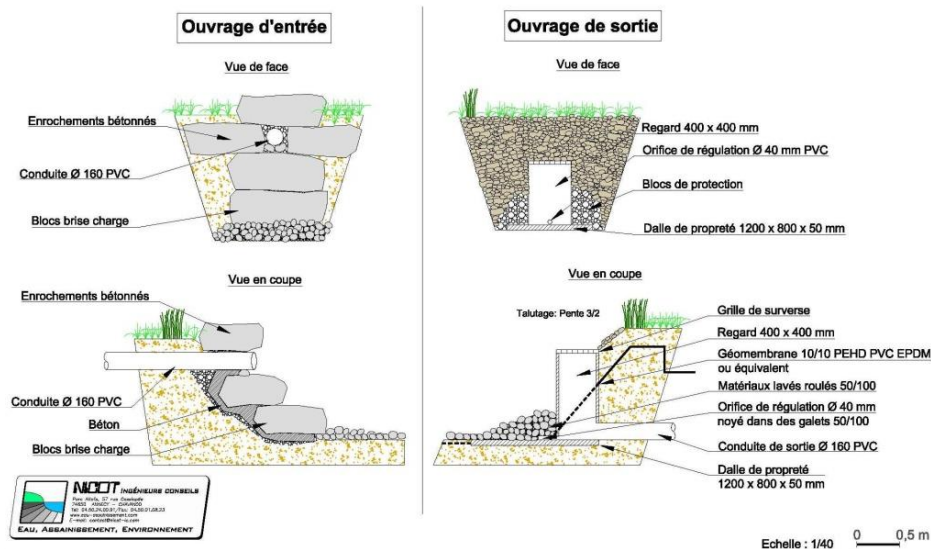 Ouvrage d'entrée
Vue de face
Enrochements bétonnés
Conduite Ø 160 PVC
Blocs brise charge
Vue en coupe
Enrochements bétonnés
Conduite Ø 160 PVC
Béton
Blocs brise charge
Ouvrage de sortie
Vue de face
Regard 400 x 400 mm
Orifice de régulation Ø 40 mm PVC
Blocs de protection
Dalle de propreté 1200 x 800 x 50 mm
Vue en coupe
Talutage: Pente 3/2
Grille de surverse
Regard 400 x 400 mm
Géomembrane 10/10 PEHD PVC EPDM
ou équivalent
Matériaux lavés roulés 50/100
Orifice de régulation Ø 40 mm
noyé dans des galets 50/100
Conduite de sortie Ø 160 PVC
Dalle de propreté
1200 x 800 x 50 mm
NICOT INGÉNIEURS CONSEILS
EAU, ASSAINISSEMENT, ENVIRONNEMENT
Echelle : 1/40
0 0,5 m